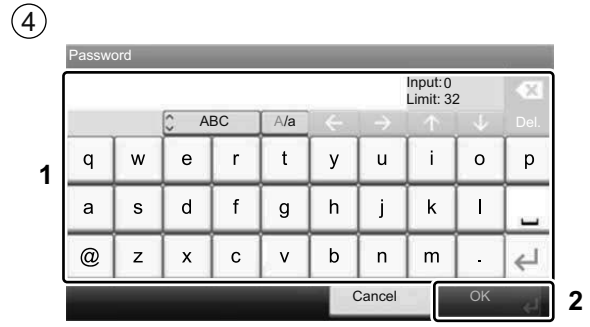 4
Password
Input: 0
Limit: 32
ABC A/a Del.
q w e r t y u i o p
1
a s d f g h j k l
@ z x c v b n m .
Cancel OK 2